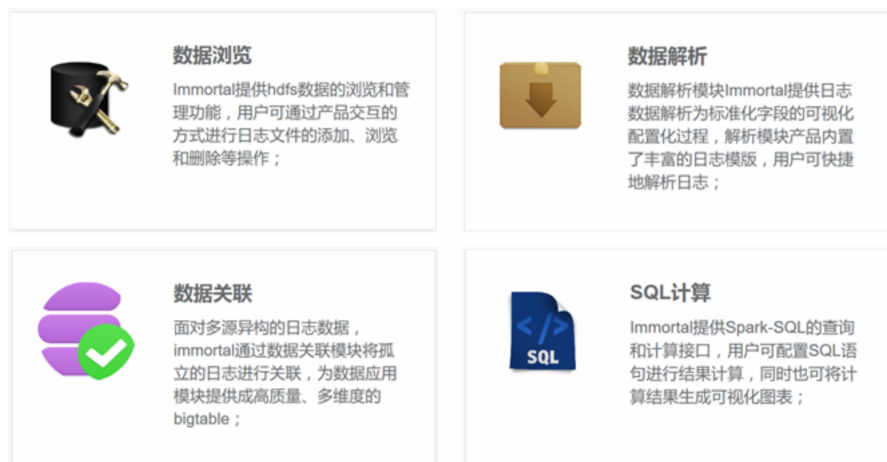 数据浏览
Immortal提供hdfs数据的浏览和管
理功能，用户可通过产品交互的
方式进行日志文件的添加、浏览
和删除等操作；
数据解析
数据解析模块Immortal提供日志
数据解析为标准化字段的可视化
配置化过程，解析模块产品内置
了丰富的日志模版，用户可快捷
地解析日志；
数据关联
面对多源异构的日志数据，
immortal通过数据关联模块将孤
立的日志进行关联，为数据应用
模块提供成高质量、多维度的
bigtable；
SQL计算
Immortal提供Spark-SQL的查询
和计算接口，用户可配置SQL语
句进行结果计算，同时也可将计
算结果生成可视化图表；
</>
SQL